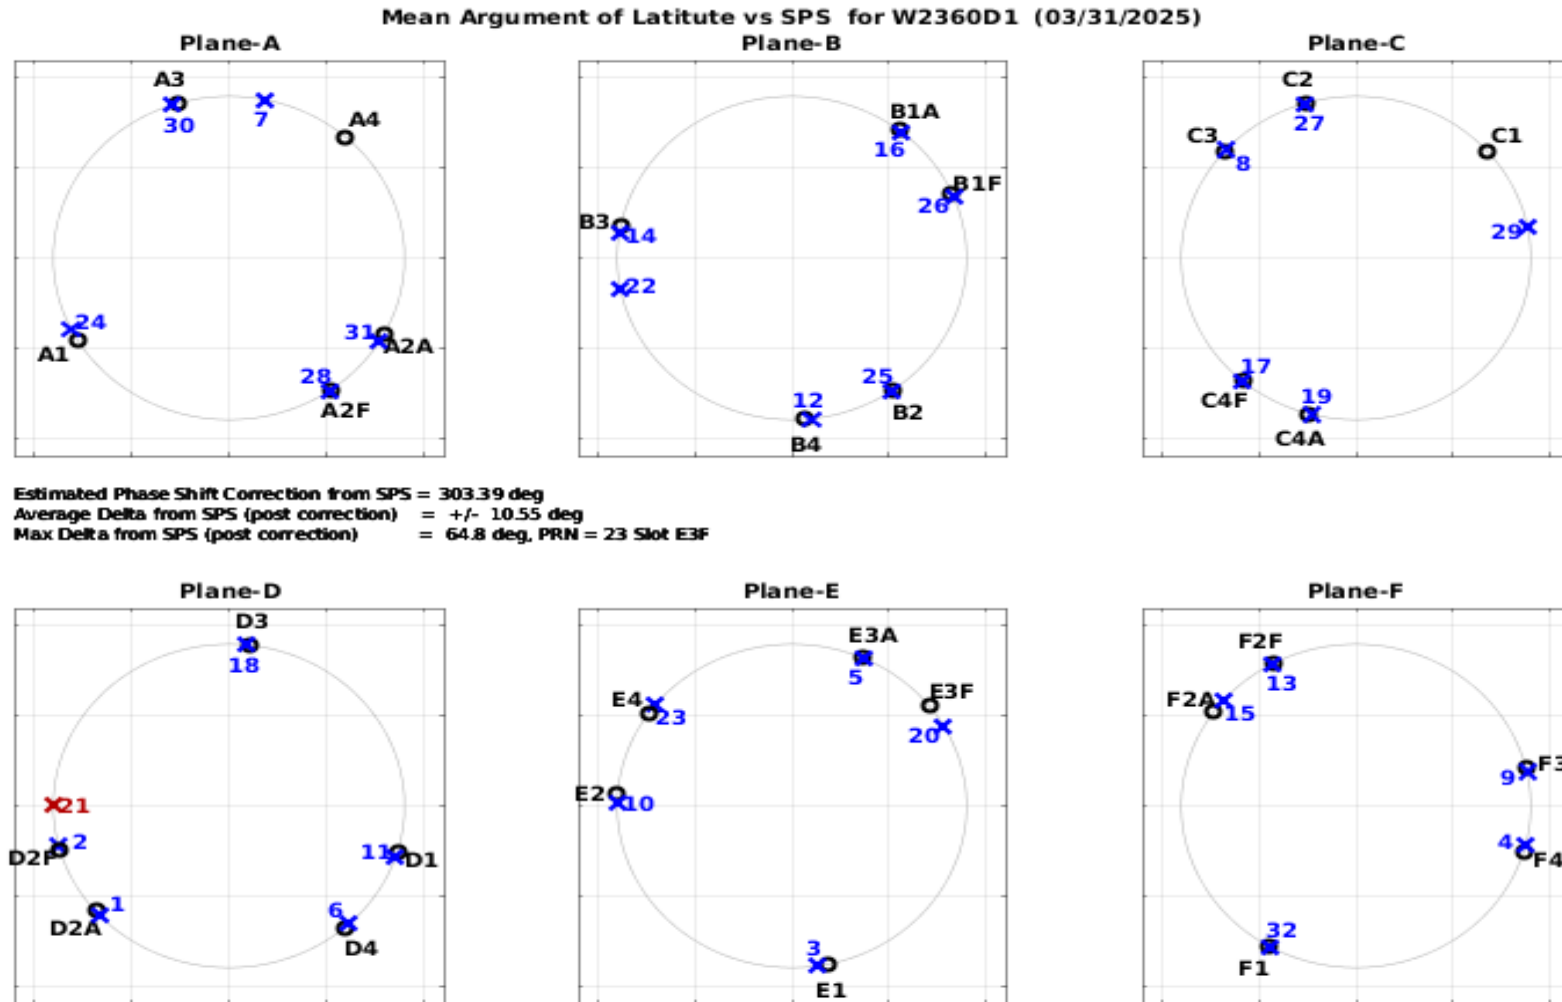 Mean Argument of Latitute vs SPS for W2360D1 (03/31/2025)
Plane-A
A3
30
7
A4
24
A1
31
A2A
28
A2F
Plane-B
B1A
16
B1F
26
B3
14
22
25
B2
12
B4
Plane-C
C2
27
C3
8
C1
29
17
C4F
19
C4A
Estimated Phase Shift Correction from SPS = 303.39 deg
Average Delta from SPS (post correction) = +/- 10.55 deg
Max Delta from SPS (post correction) = 64.8 deg, PRN = 23 Slot E3F
Plane-D
D3
18
21
2
D2F
11
D1
1
D2A
6
D4
Plane-E
E3A
5
E3F
20
E4
23
E2
10
3
E1
Plane-F
F2F
13
F2A
15
F3
9
4
F4
32
F1